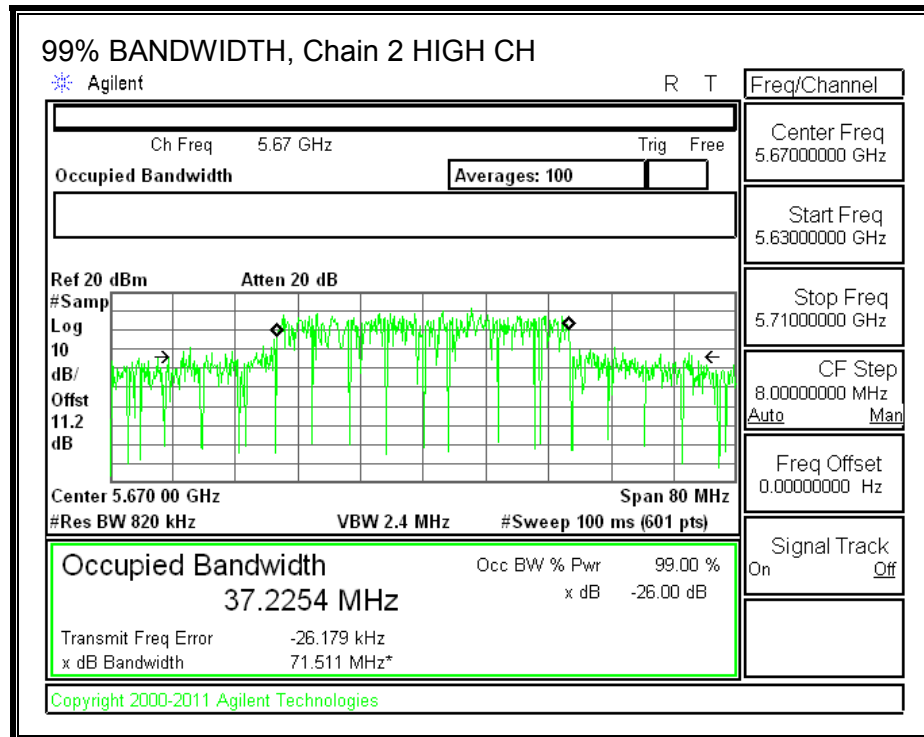 99% BANDWIDTH, Chain 2 HIGH CH
Agilent R T
Freq/Channel
Ch Freq 5.67 GHz Trig Free
Occupied Bandwidth Averages: 100
Center Freq
5.67000000 GHz
Start Freq
5.63000000 GHz
Stop Freq
5.71000000 GHz
CF Step
8.00000000 MHz
Auto Man
Freq Offset
0.00000000 Hz
Signal Track
On Off
Ref 20 dBm Atten 20 dB
#Samp
Log
10
dB/
Offst
11.2
dB
Center 5.670 00 GHz Span 80 MHz
#Res BW 820 kHz VBW 2.4 MHz #Sweep 100 ms (601 pts)
Occupied Bandwidth Occ BW % Pwr 99.00 %
37.2254 MHz x dB -26.00 dB
Transmit Freq Error -26.179 kHz
x dB Bandwidth 71.511 MHz*
Copyright 2000-2011 Agilent Technologies